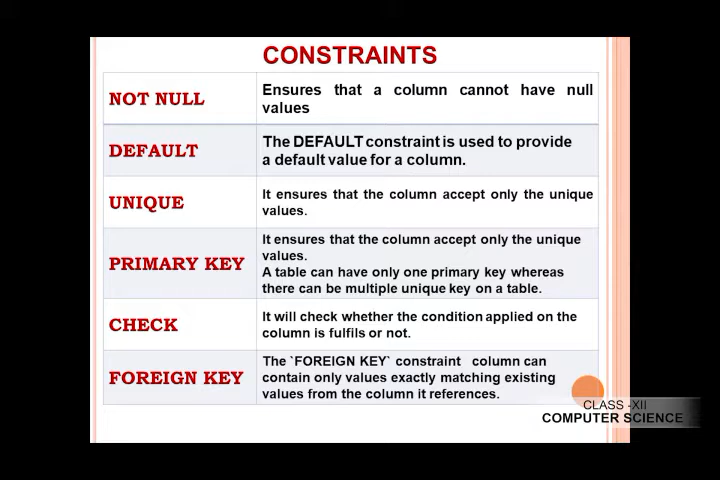 CONSTRAINTS
NOT NULL
Ensures that a column cannot have null
values
DEFAULT
The DEFAULT constraint is used to provide
a default value for a column.
UNIQUE
It ensures that the column accept only the unique
values.
PRIMARY KEY
It ensures that the column accept only the unique
values.
A table can have only one primary key whereas
there can be multiple unique key on a table.
CHECK
It will check whether the condition applied on the
column is fulfils or not.
FOREIGN KEY
The `FOREIGN KEY` constraint column can
contain only values exactly matching existing
values from the column it references.
CLASS -XII
COMPUTER SCIENCE